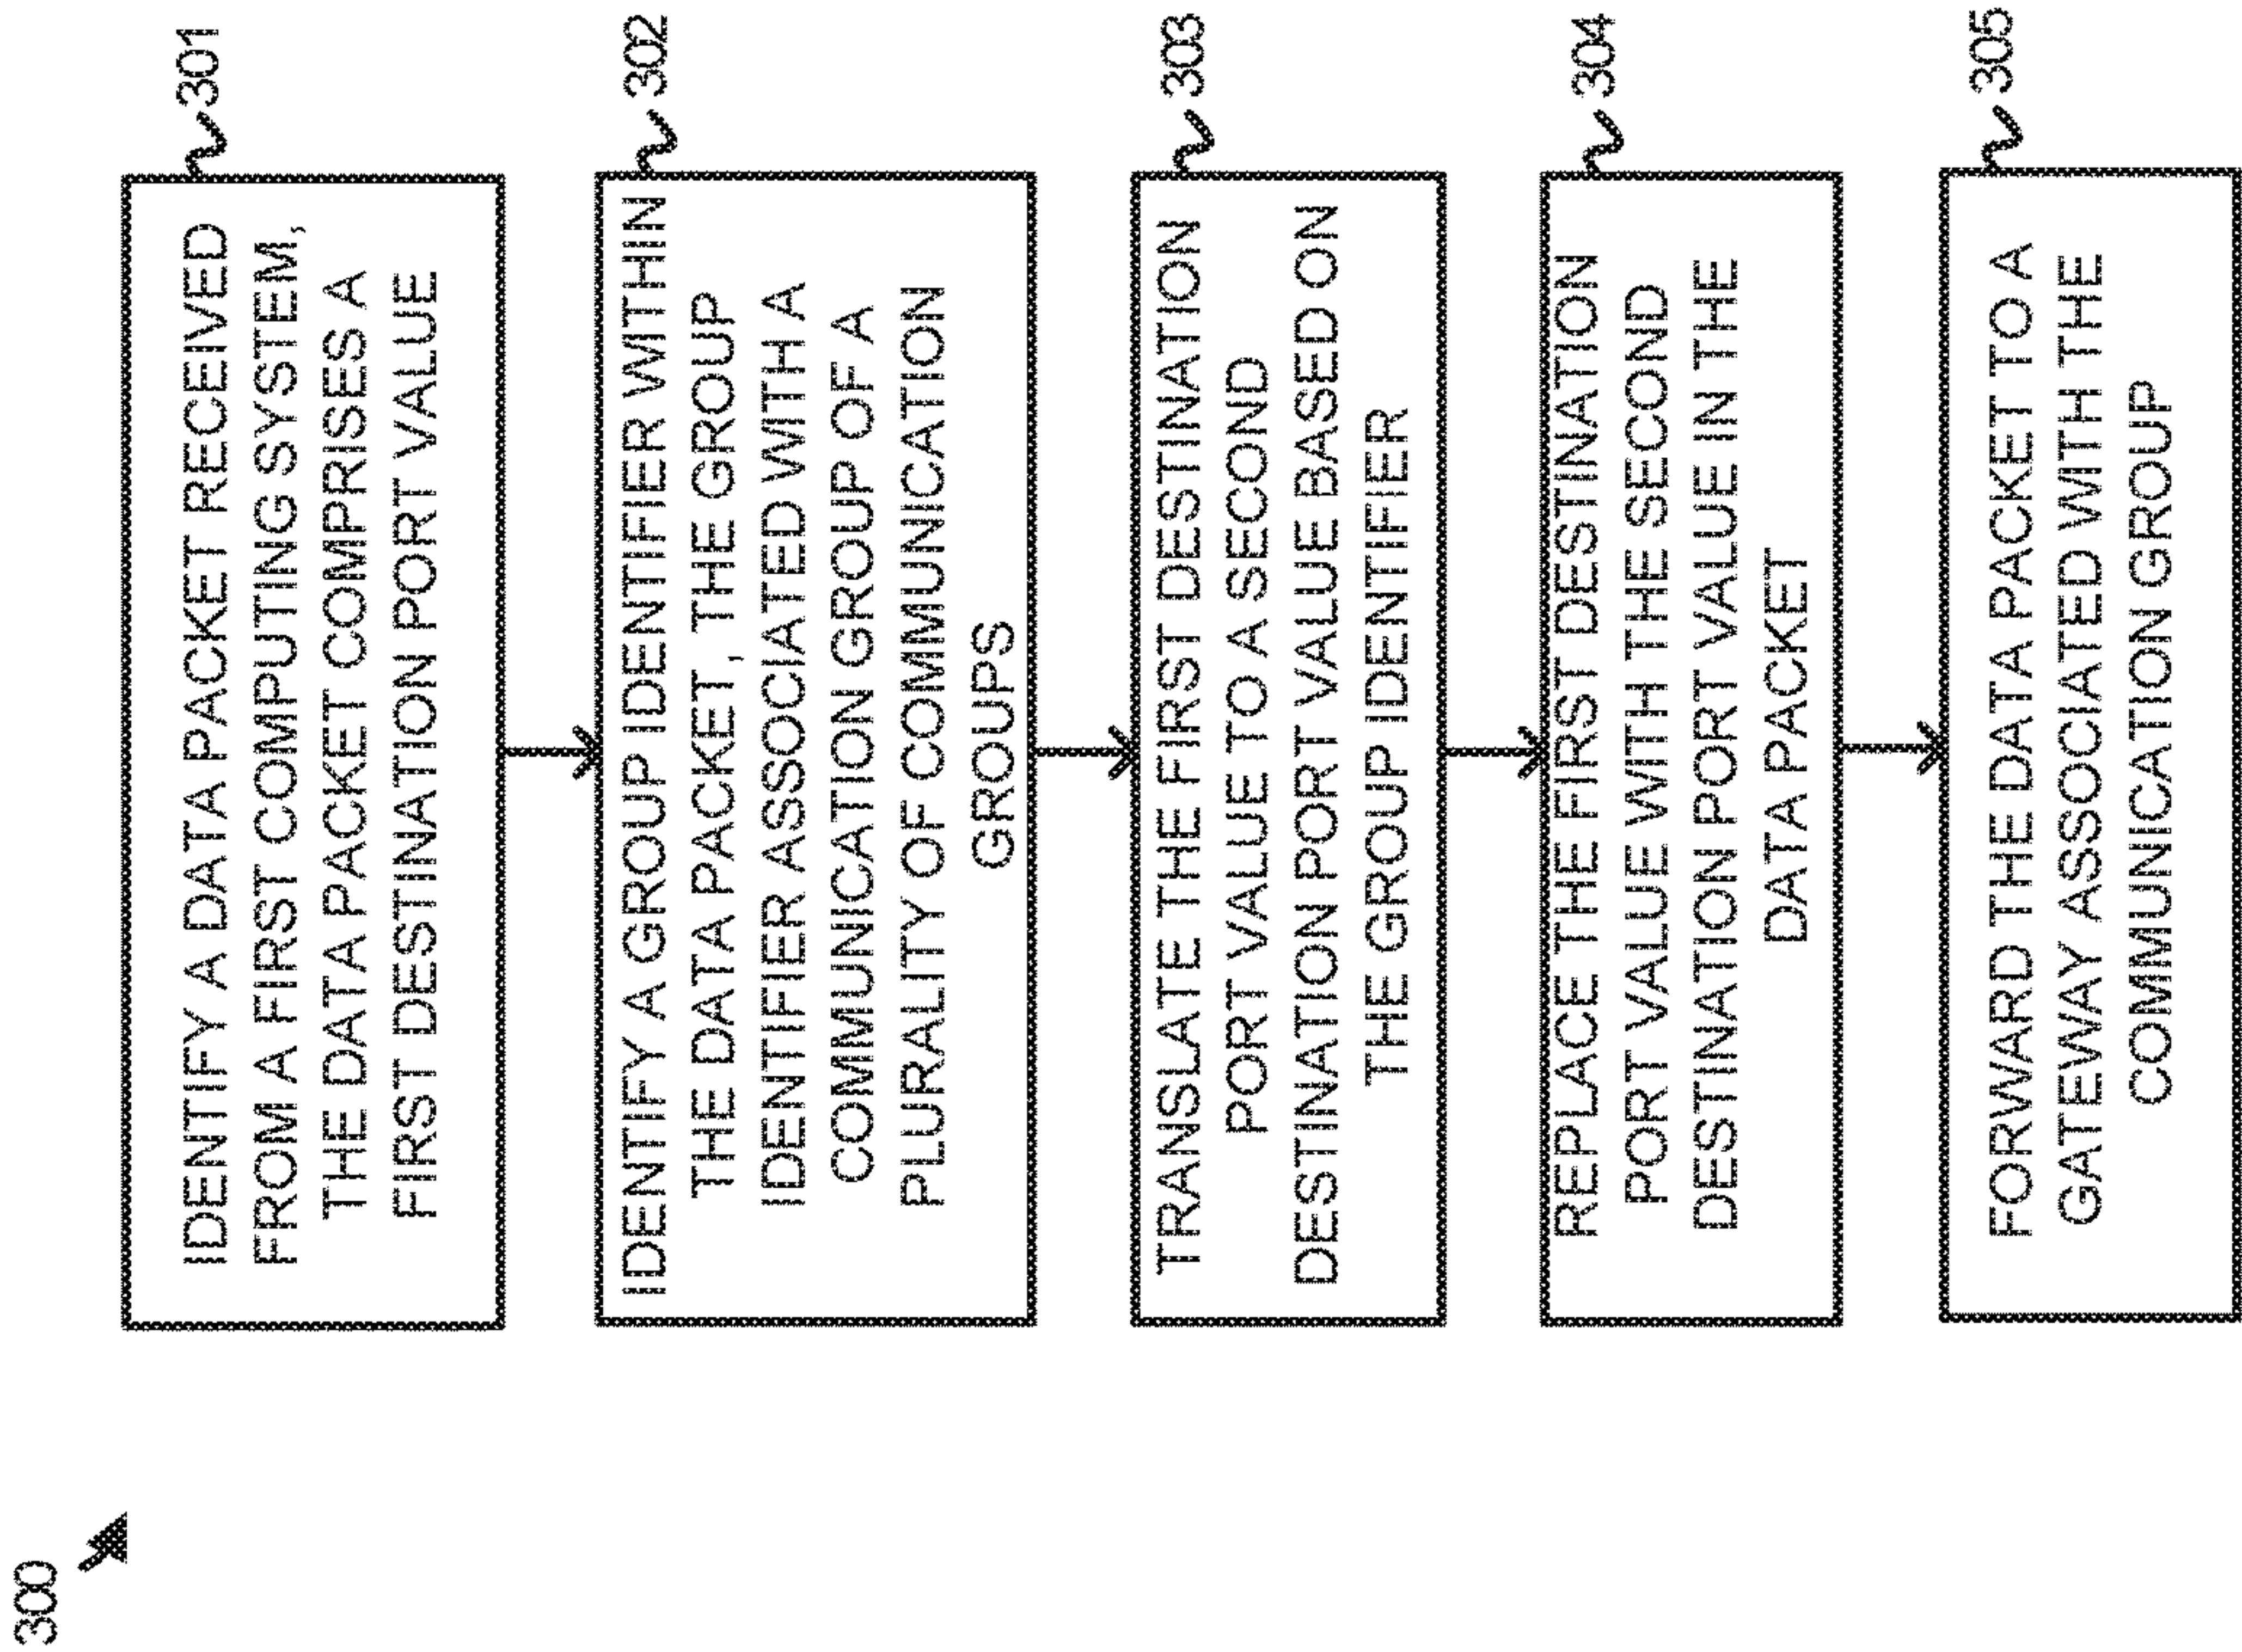 300
301
IDENTIFY A DATA PACKET RECEIVED
FROM A FIRST COMPUTING SYSTEM,
THE DATA PACKET COMPRISES A
FIRST DESTINATION PORT VALUE
302
IDENTIFY A GROUP IDENTIFIER WITHIN
THE DATA PACKET, THE GROUP
IDENTIFIER ASSOCIATED WITH A
COMMUNICATION GROUP OF A
PLURALITY OF COMMUNICATION
GROUPS
303
TRANSLATE THE FIRST DESTINATION
PORT VALUE TO A SECOND
DESTINATION PORT VALUE BASED ON
THE GROUP IDENTIFIER
304
REPLACE THE FIRST DESTINATION
PORT VALUE WITH THE SECOND
DESTINATION PORT VALUE IN THE
DATA PACKET
305
FORWARD THE DATA PACKET TO A
GATEWAY ASSOCIATED WITH THE
COMMUNICATION GROUP